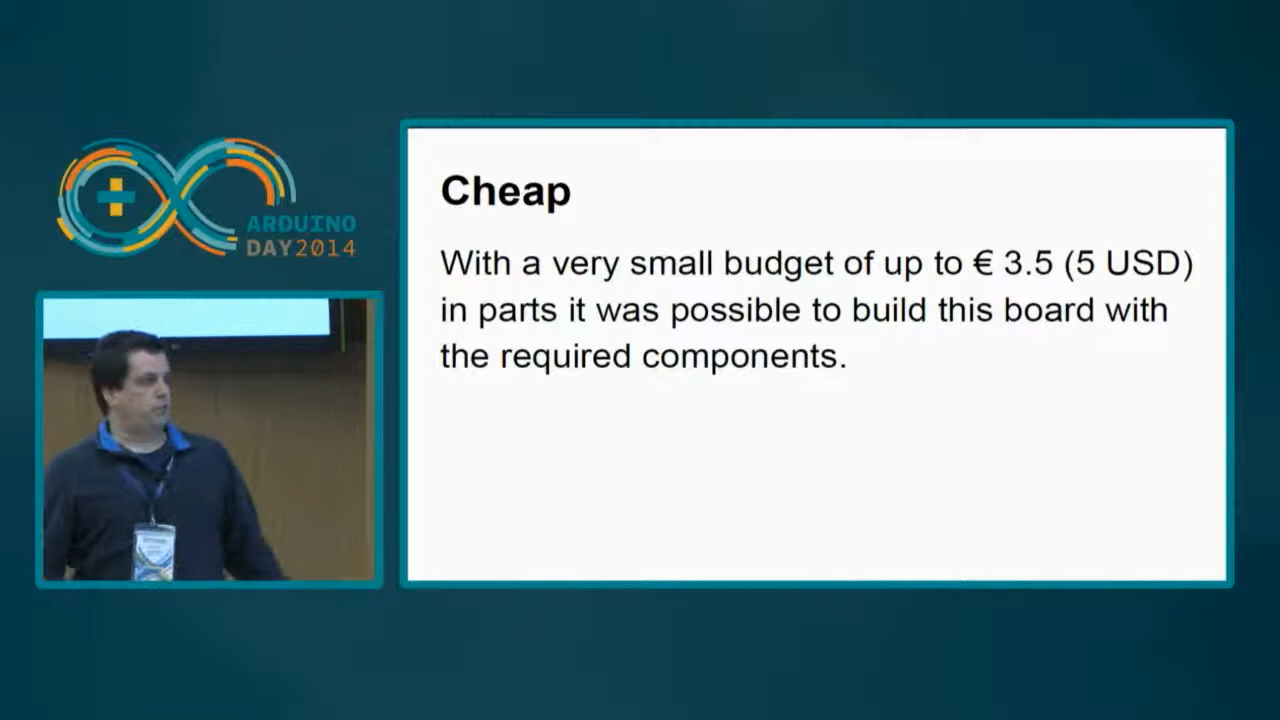 ARDUINO
DAY2014
Cheap
With a very small budget of up to € 3.5 (5 USD)
in parts it was possible to build this board with
the required components.